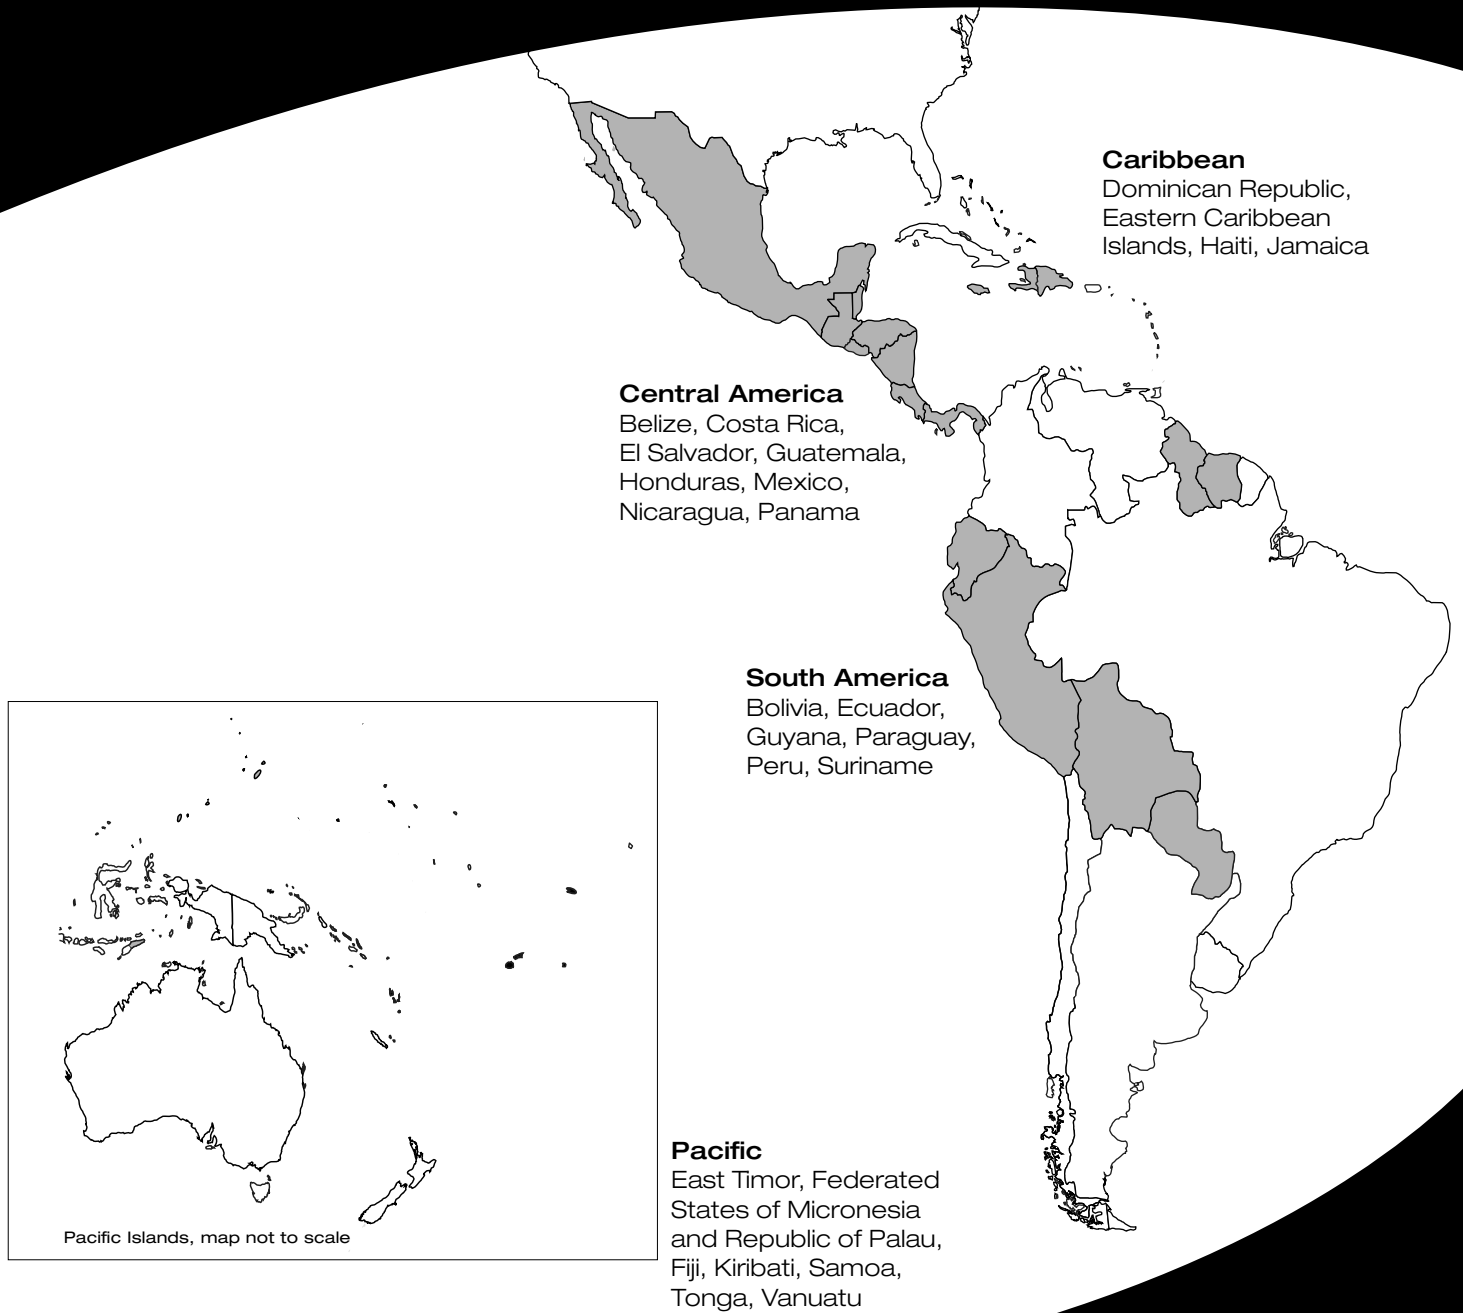 Caribbean
Dominican Republic,
Eastern Caribbean
Islands, Haiti, Jamaica
Central America
Belize, Costa Rica,
El Salvador, Guatemala,
Honduras, Mexico,
Nicaragua, Panama
South America
Bolivia, Ecuador,
Guyana, Paraguay,
Peru, Suriname
Pacific
East Timor, Federated
States of Micronesia
and Republic of Palau,
Fiji, Kiribati, Samoa,
Tonga, Vanuatu
Pacific Islands, map not to scale